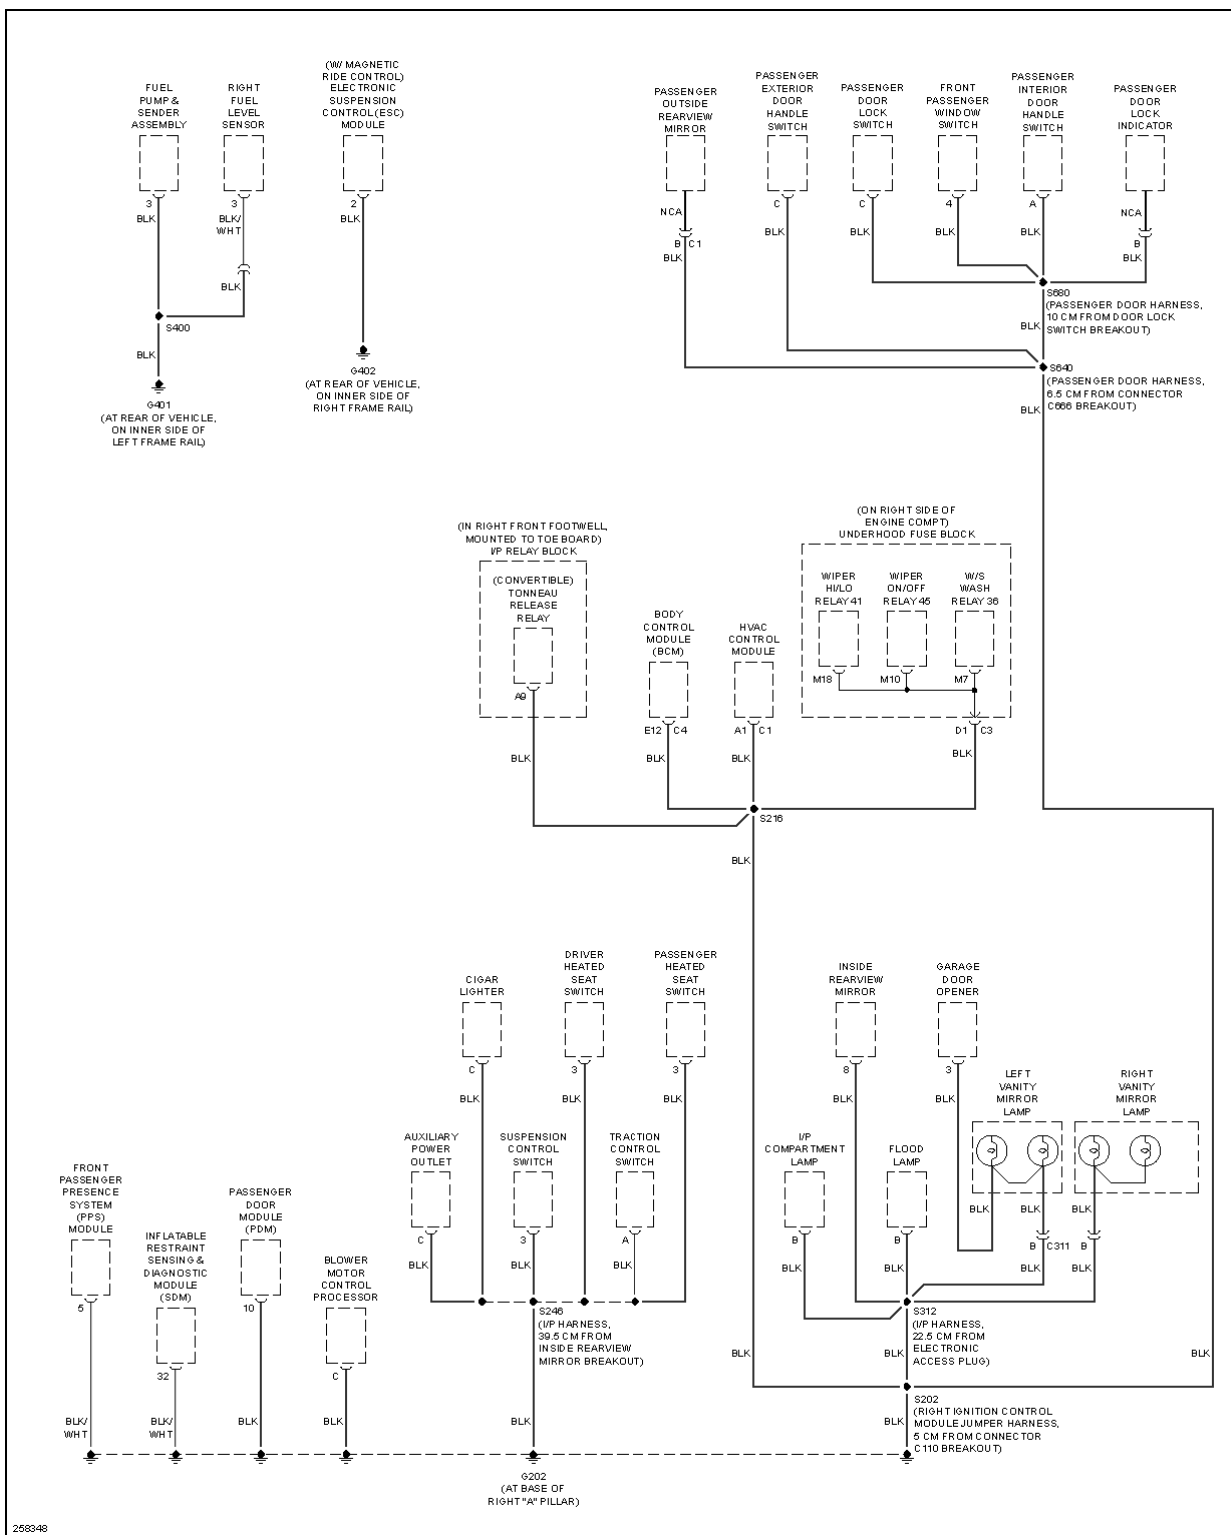 FUEL
PUMP &
SENDER
ASSEMBLY
3
BLK
RIGHT
FUEL
LEVEL
SENSOR
3
BLK/
WHT
BLK
S400
BLK
G401
(AT REAR OF VEHICLE,
ON INNER SIDE OF
LEFT FRAME RAIL)
(W/ MAGNETIC
RIDE CONTROL)
ELECTRONIC
SUSPENSION
CONTROL (ESC)
MODULE
2
BLK
G402
(AT REAR OF VEHICLE,
ON INNER SIDE OF
RIGHT FRAME RAIL)
PASSENGER
OUTSIDE
REARVIEW
MIRROR
NCA
B C1
BLK
PASSENGER
EXTERIOR
DOOR
HANDLE
SWITCH
C
BLK
PASSENGER
DOOR
LOCK
SWITCH
C
BLK
FRONT
PASSENGER
WINDOW
SWITCH
4
BLK
PASSENGER
INTERIOR
DOOR
HANDLE
SWITCH
A
BLK
PASSENGER
DOOR
LOCK
INDICATOR
NCA
B
BLK
S680
(PASSENGER DOOR HARNESS,
10 CM FROM DOOR LOCK
SWITCH BREAKOUT)
BLK
S640
(PASSENGER DOOR HARNESS,
6.5 CM FROM CONNECTOR
C666 BREAKOUT)
BLK
(IN RIGHT FRONT FOOTWELL,
MOUNTED TO TOE BOARD)
I/P RELAY BLOCK
(CONVERTIBLE)
TONNEAU
RELEASE
RELAY
A9
BLK
BODY
CONTROL
MODULE
(BCM)
E12 C4
BLK
HVAC
CONTROL
MODULE
A1 C1
BLK
(ON RIGHT SIDE OF
ENGINE COMPT)
UNDERHOOD FUSE BLOCK
WIPER
HI/LO
RELAY 41
M18
WIPER
ON/OFF
RELAY 45
M10
W/S
WASH
RELAY 36
M7
D1 C3
BLK
S216
BLK
CIGAR
LIGHTER
C
BLK
DRIVER
HEATED
SEAT
SWITCH
3
BLK
PASSENGER
HEATED
SEAT
SWITCH
3
BLK
INSIDE
REARVIEW
MIRROR
8
BLK
GARAGE
DOOR
OPENER
3
BLK
LEFT
VANITY
MIRROR
LAMP
BLK
BLK
B C311
BLK
RIGHT
VANITY
MIRROR
LAMP
BLK
B
BLK
AUXILIARY
POWER
OUTLET
C
BLK
SUSPENSION
CONTROL
SWITCH
3
BLK
TRACTION
CONTROL
SWITCH
A
BLK
I/P
COMPARTMENT
LAMP
B
BLK
FLOOD
LAMP
B
BLK
FRONT
PASSENGER
PRESENCE
SYSTEM
(PPS)
MODULE
5
BLK/
WHT
INFLATABLE
RESTRAINT
SENSING &
DIAGNOSTIC
MODULE
(SDM)
32
BLK/
WHT
PASSENGER
DOOR
MODULE
(PDM)
10
BLK
BLOWER
MOTOR
CONTROL
PROCESSOR
C
BLK
S246
(I/P HARNESS,
39.5 CM FROM
INSIDE REARVIEW
MIRROR BREAKOUT)
BLK
S312
(I/P HARNESS,
22.5 CM FROM
ELECTRONIC
ACCESS PLUG)
BLK
BLK
BLK
S202
(RIGHT IGNITION CONTROL
MODULE JUMPER HARNESS,
5 CM FROM CONNECTOR
C110 BREAKOUT)
BLK
G202
(AT BASE OF
RIGHT "A" PILLAR)
258348